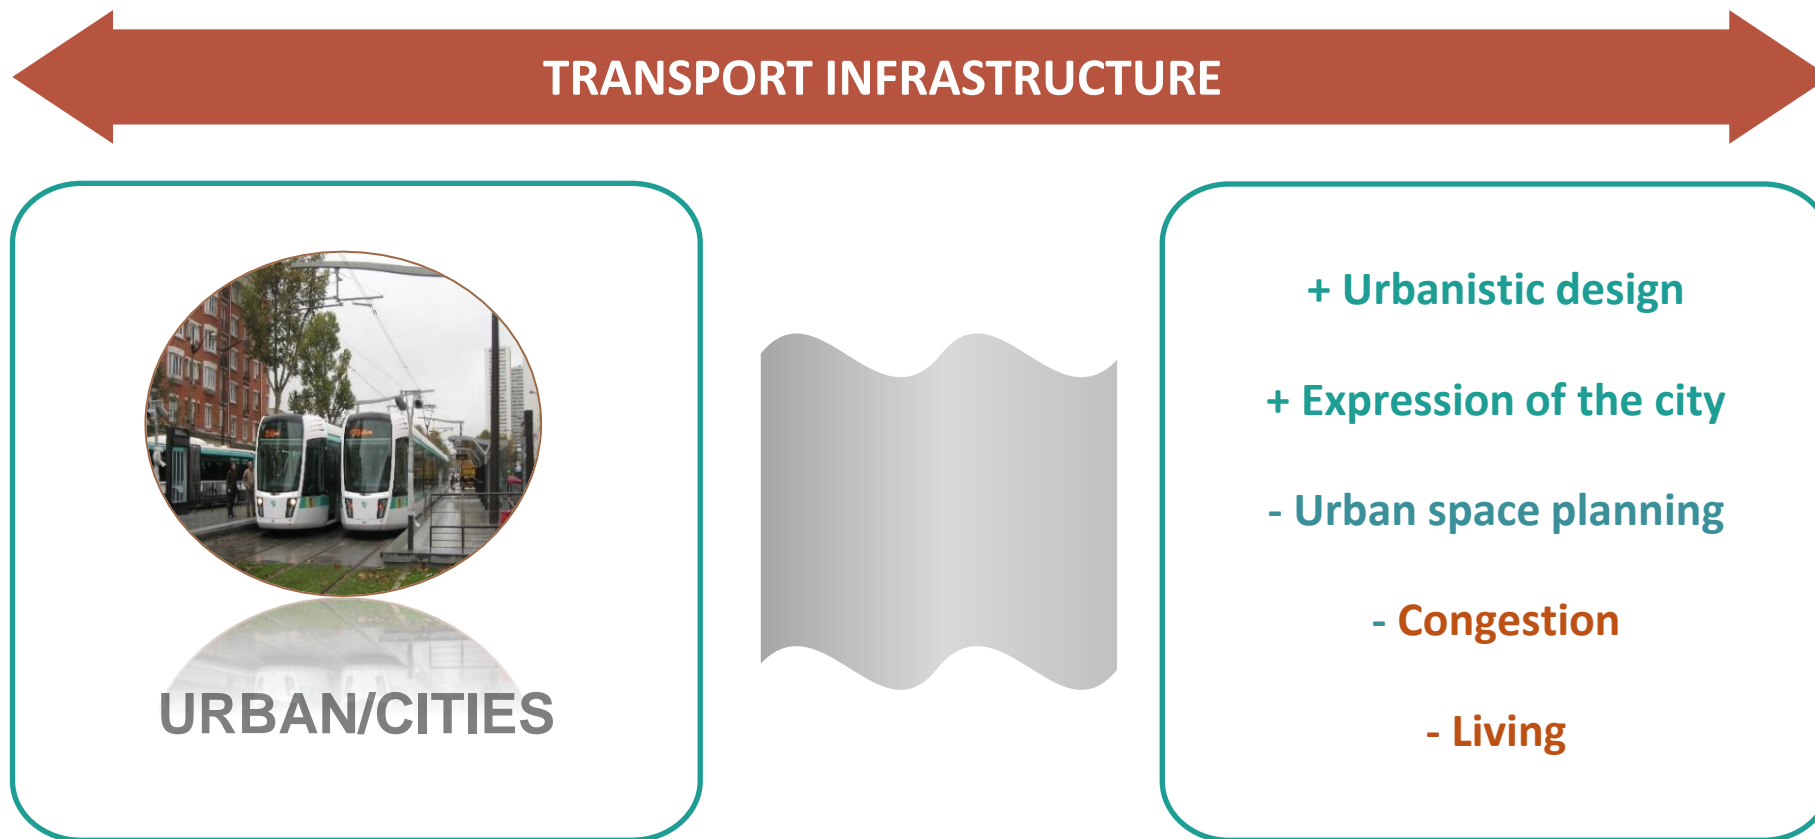 TRANSPORT INFRASTRUCTURE
URBAN/CITIES
+ Urbanistic design
+ Expression of the city
- Urban space planning
- Congestion
- Living